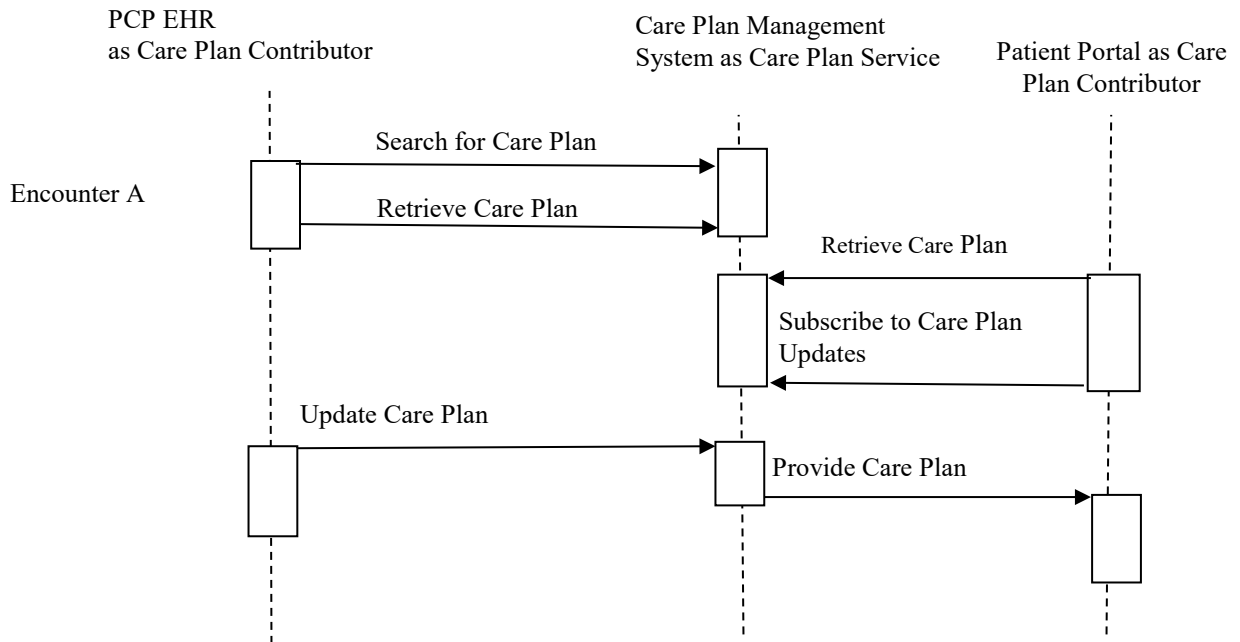 PCP EHR
as Care Plan Contributor
Care Plan Management
System as Care Plan Service
Patient Portal as Care
Plan Contributor
Search for Care Plan
Encounter A
Retrieve Care Plan
Retrieve Care Plan
Subscribe to Care Plan
Updates
Update Care Plan
Provide Care Plan